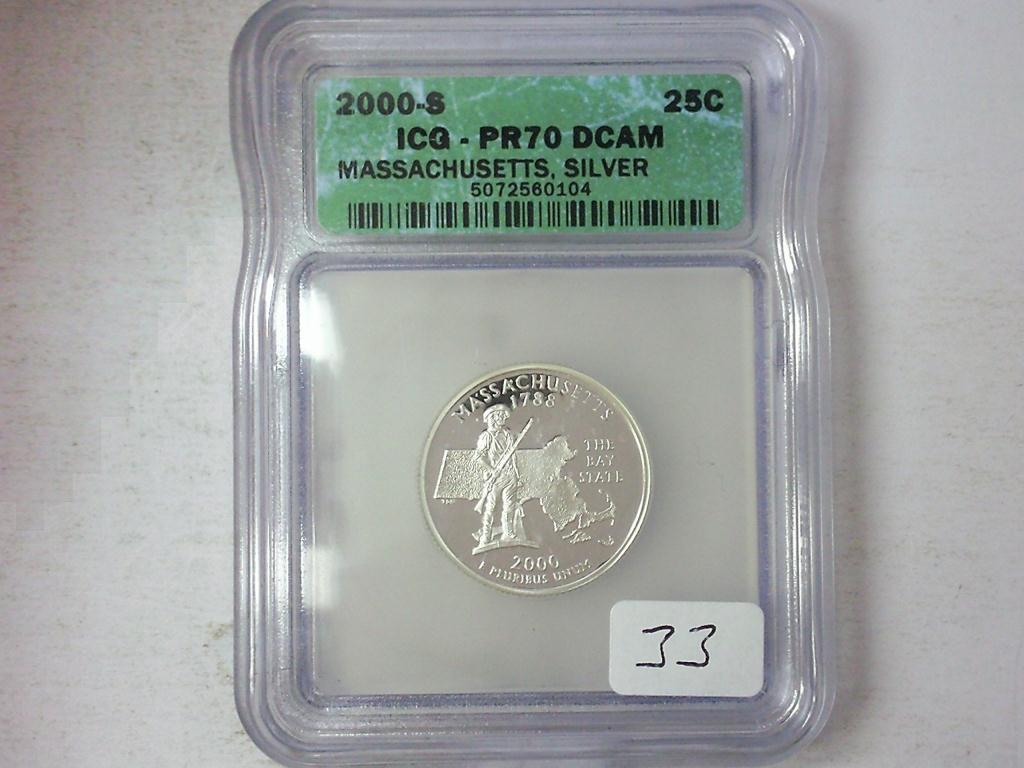 2000-S 25C
ICG - PR70 DCAM
MASSACHUSETTS, SILVER
5072560104
MASSACHUSETTS
1788
THE
BAY
STATE
2000
E PLURIBUS UNUM
33